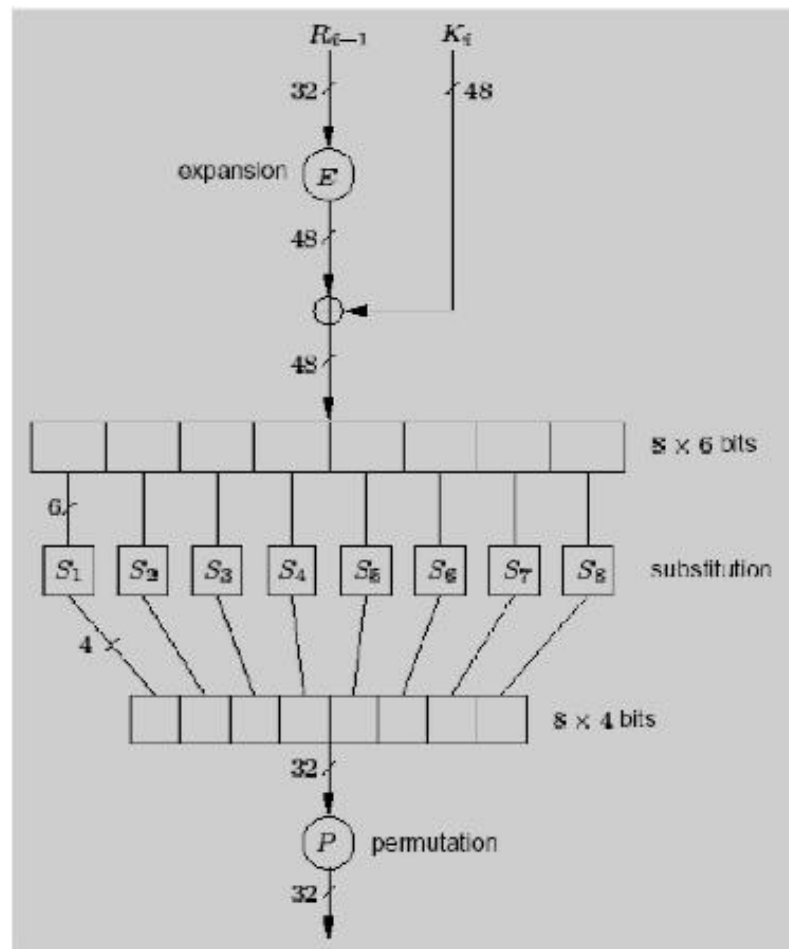 R_{i−1} K_i
32 48
expansion E
48
48
8 × 6 bits
6
S_1 S_2 S_3 S_4 S_5 S_6 S_7 S_8 substitution
4
8 × 4 bits
32
P permutation
32